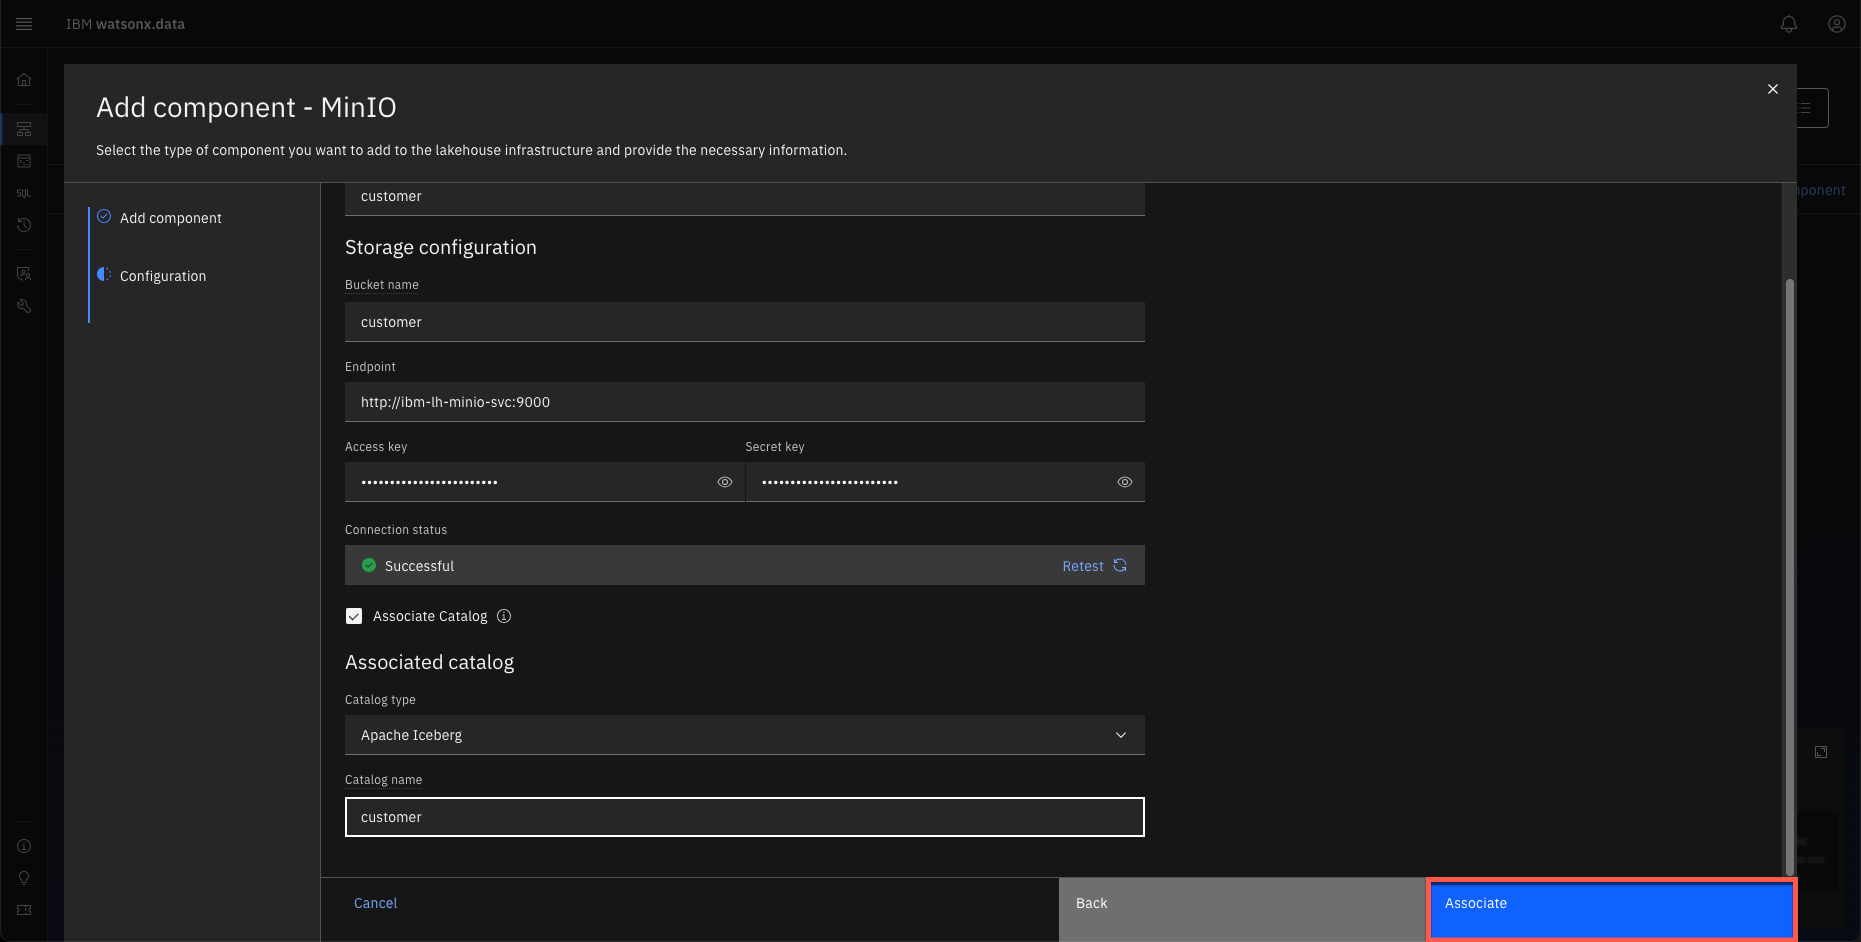 IBM watsonx.data
Add component - MinIO
Select the type of component you want to add to the lakehouse infrastructure and provide the necessary information.
SQL
Add component
Configuration
customer
Storage configuration
Bucket name
customer
Endpoint
http://ibm-lh-minio-svc:9000
Access key
Secret key
••••••••••••••••••••••••
••••••••••••••••••••••••
Connection status
Successful
Retest
Associate Catalog
Associated catalog
Catalog type
Apache Iceberg
Catalog name
customer
Cancel
Back
Associate